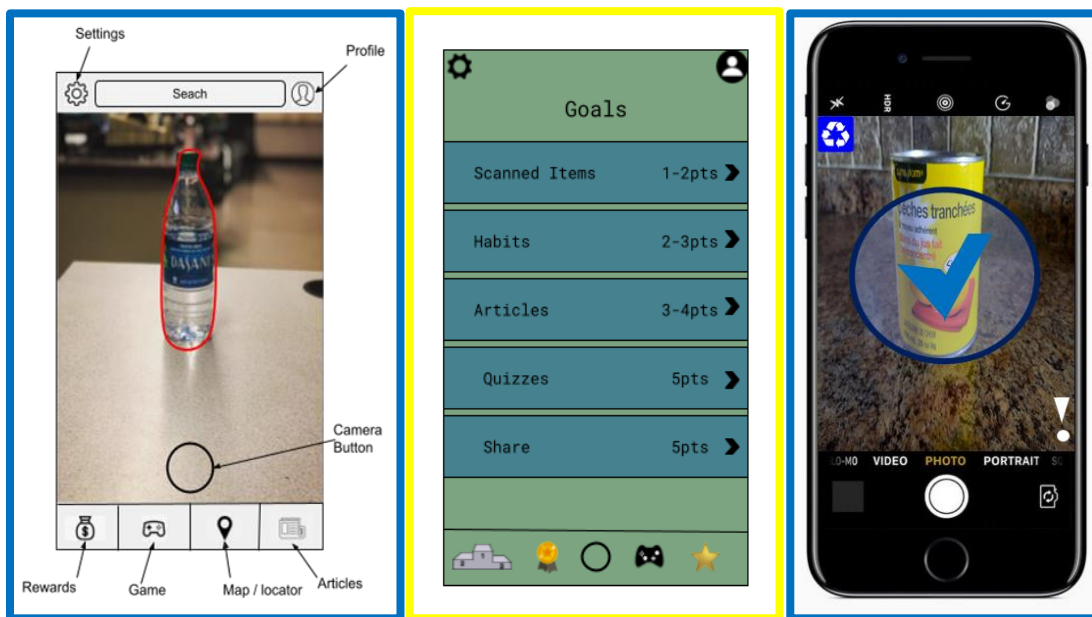 Settings
Profile
Seach
DASANI
Camera
Button
Rewards
Game
Map / locator
Articles
Goals
Scanned Items 1-2pts
Habits 2-3pts
Articles 3-4pts
Quizzes 5pts
Share 5pts
HDR
pêches tranchées
LO-MO VIDEO PHOTO PORTRAIT